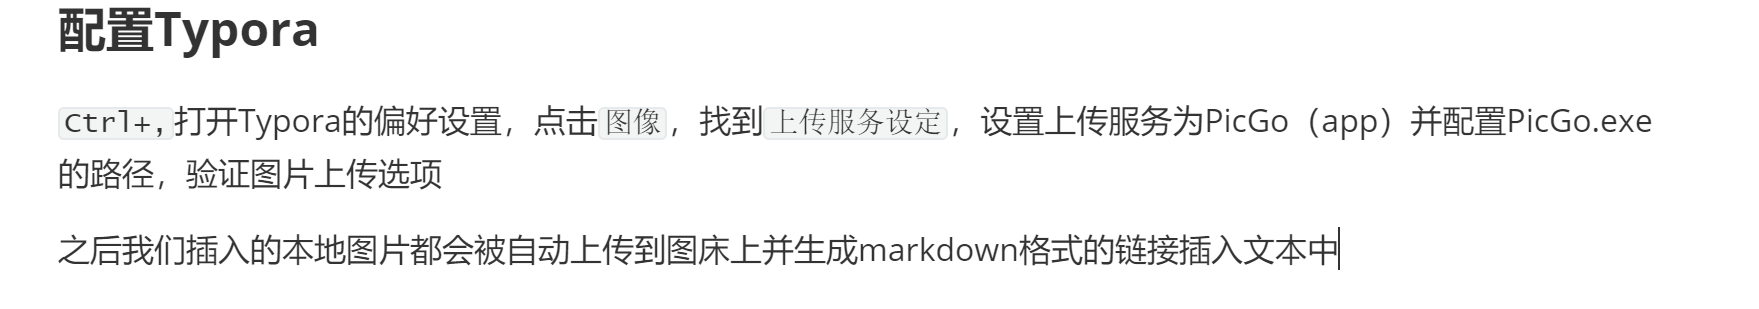 配置Typora
Ctrl+,打开Typora的偏好设置，点击图像，找到上传服务设定，设置上传服务为PicGo（app）并配置PicGo.exe
的路径，验证图片上传选项
之后我们插入的本地图片都会被自动上传到图床上并生成markdown格式的链接插入文本中